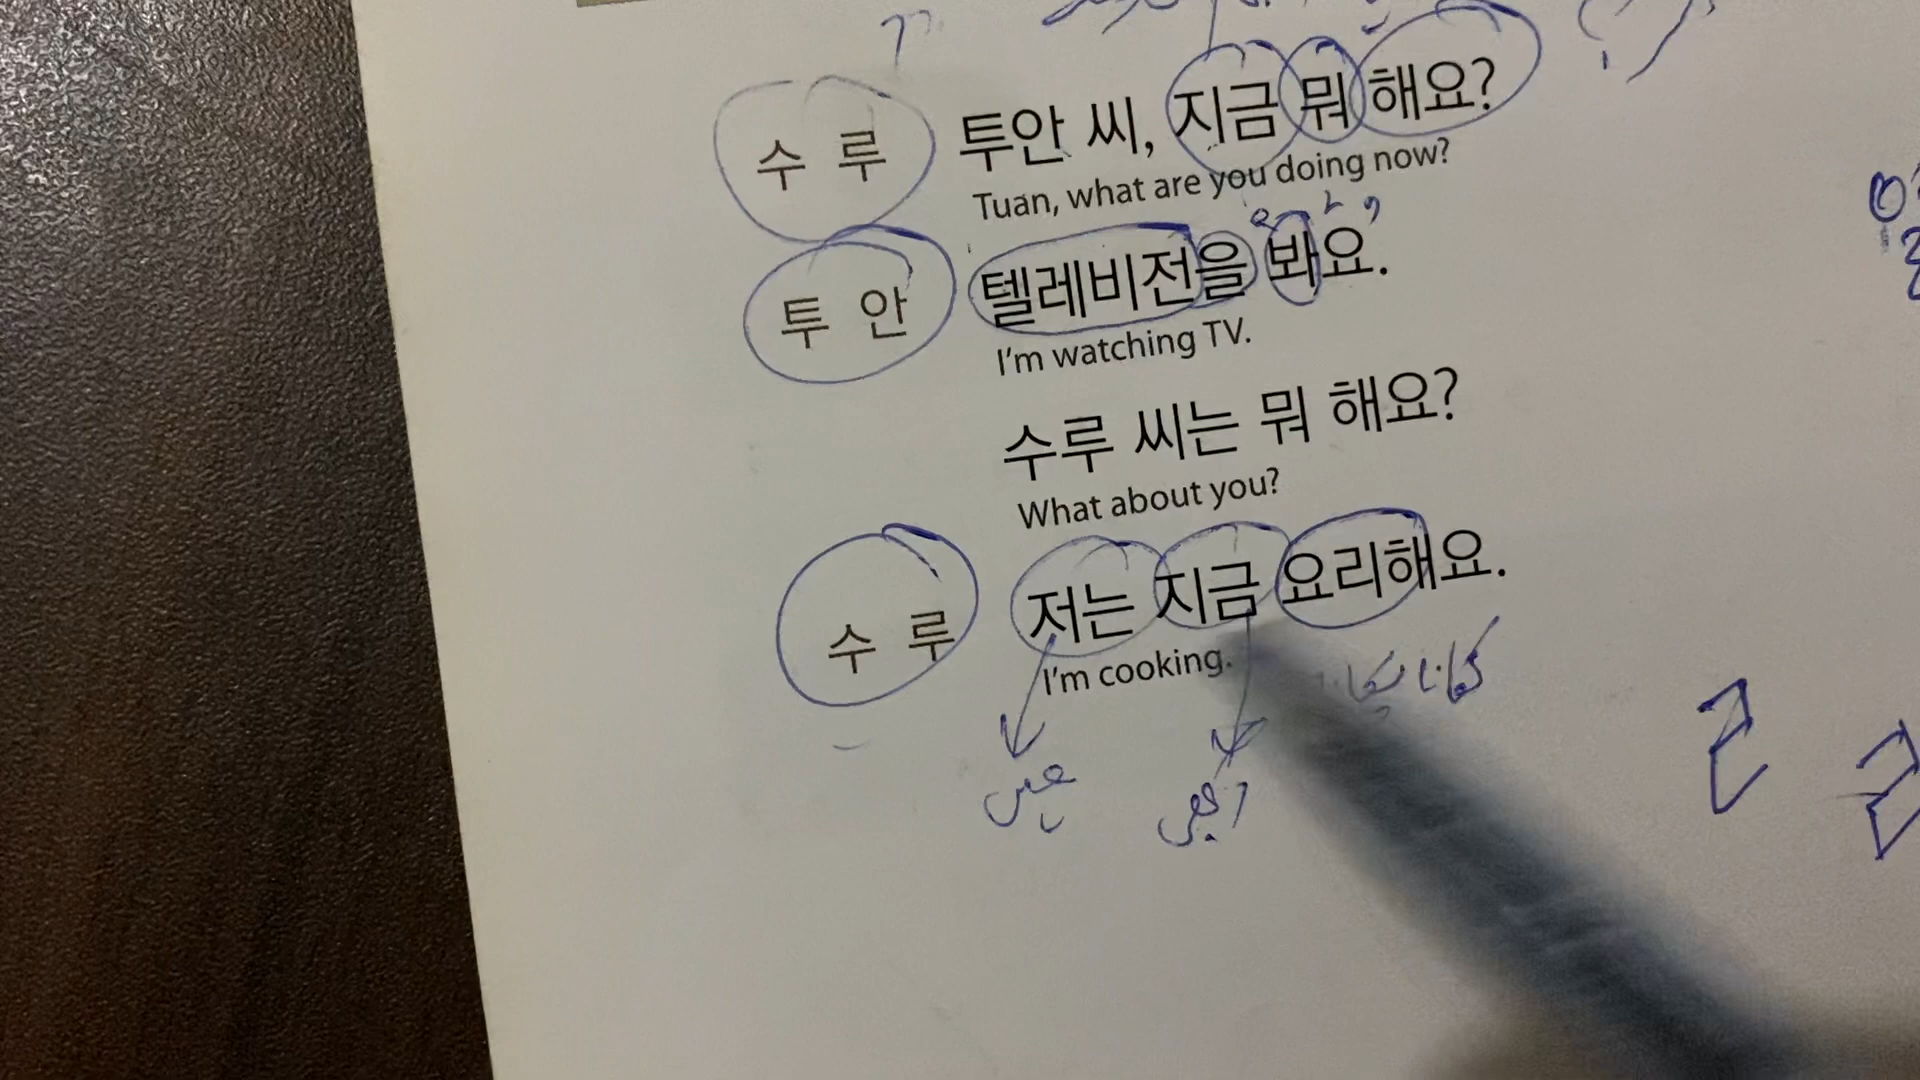 수 루 투안 씨, 지금 뭐 해요?
Tuan, what are you doing now?
투 안 텔레비전을 봐요.
I'm watching TV.
수루 씨는 뭐 해요?
What about you?
수 루 저는 지금 요리해요.
I'm cooking.
ㄹ